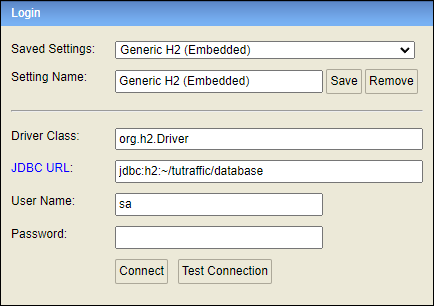 Login
Saved Settings: Generic H2 (Embedded)
Setting Name: Generic H2 (Embedded) Save Remove
Driver Class: org.h2.Driver
JDBC URL: jdbc:h2:~/tutraffic/database
User Name: sa
Password:
Connect Test Connection